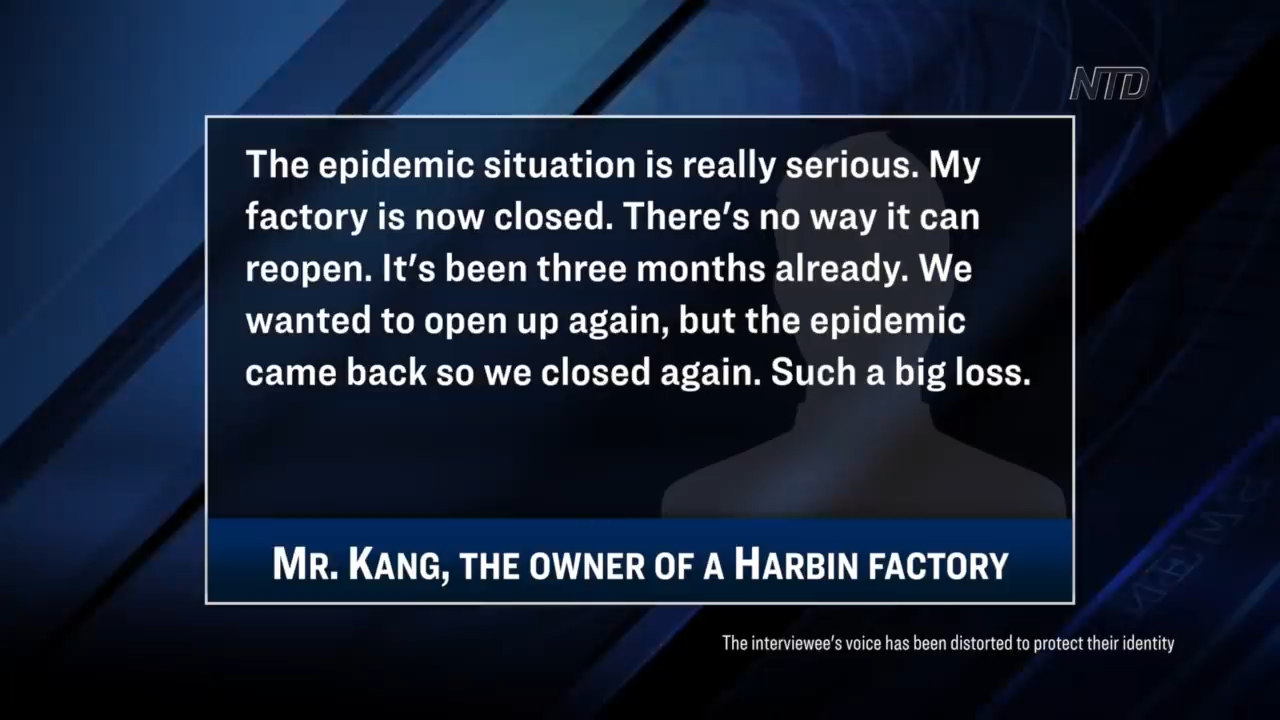 NTD
The epidemic situation is really serious. My
factory is now closed. There's no way it can
reopen. It's been three months already. We
wanted to open up again, but the epidemic
came back so we closed again. Such a big loss.
MR. KANG, THE OWNER OF A HARBIN FACTORY
The interviewee's voice has been distorted to protect their identity
NEWS